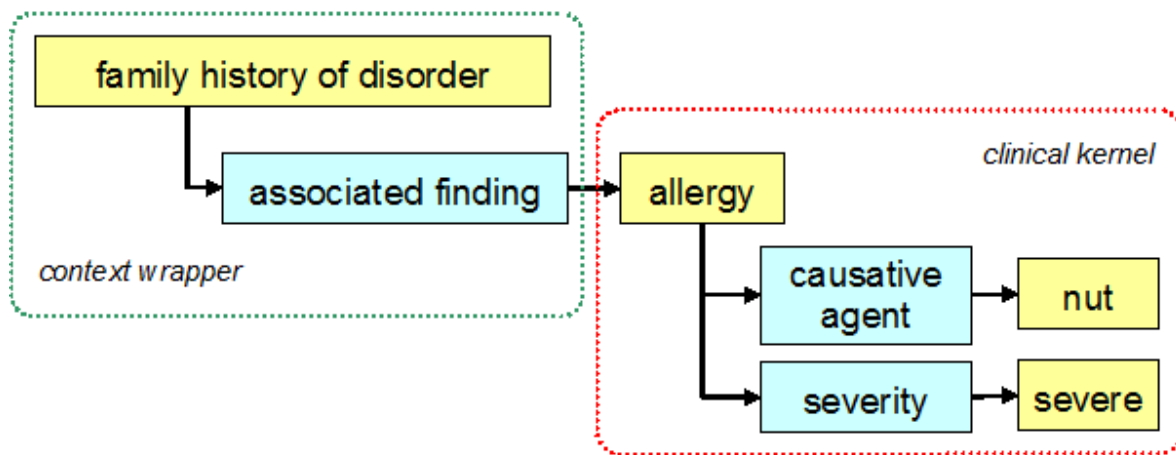 family history of disorder
associated finding
context wrapper
clinical kernel
allergy
causative
agent
nut
severity
severe